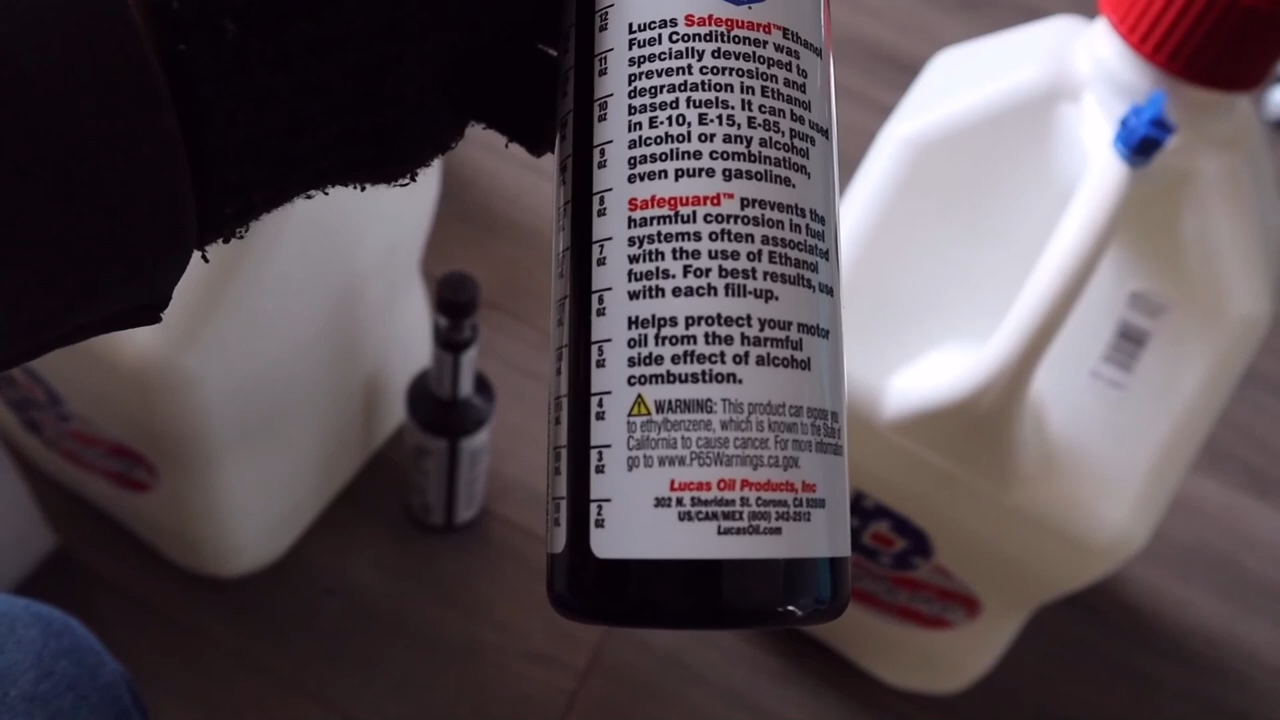 12
oz
11
oz
10
oz
9
oz
8
oz
7
oz
6
oz
5
oz
4
oz
3
oz
2
oz
Lucas Safeguard™ Ethanol
Fuel Conditioner was
specially developed to
prevent corrosion and
degradation in Ethanol
based fuels. It can be used
in E-10, E-15, E-85, pure
alcohol or any alcohol
gasoline combination,
even pure gasoline.
Safeguard™ prevents the
harmful corrosion in fuel
systems often associated
with the use of Ethanol
fuels. For best results, use
with each fill-up.
Helps protect your motor
oil from the harmful
side effect of alcohol
combustion.
WARNING: This product can expose you
to ethylbenzene, which is known to the State of
California to cause cancer. For more information
go to www.P65Warnings.ca.gov.
Lucas Oil Products, Inc
302 N. Sheridan St. Corona, CA
US/CAN/MEX (800) 342-2512
LucasOil.com